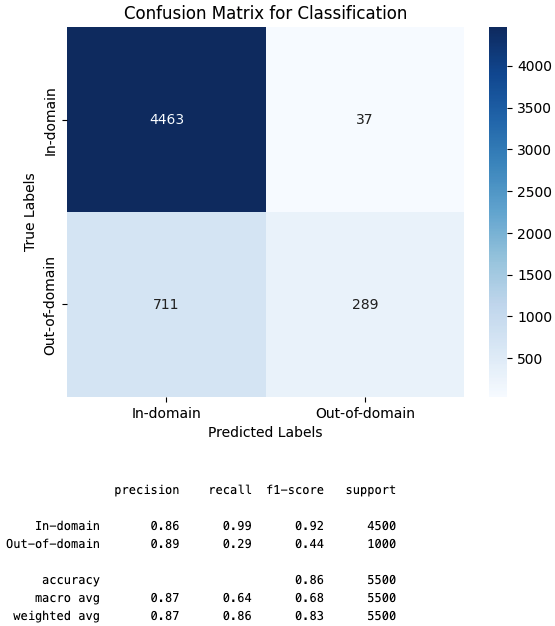 Confusion Matrix for Classification
True Labels
In-domain
4463
37
Out-of-domain
711
289
In-domain
Out-of-domain
Predicted Labels
4000
3500
3000
2500
2000
1500
1000
500
precision recall f1-score support
In-domain 0.86 0.99 0.92 4500
Out-of-domain 0.89 0.29 0.44 1000
accuracy 0.86 5500
macro avg 0.87 0.64 0.68 5500
weighted avg 0.87 0.86 0.83 5500